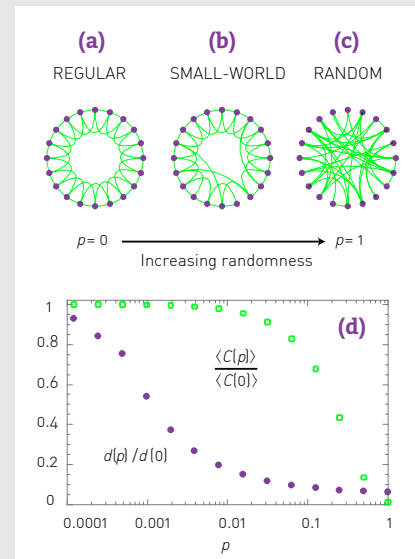 (a) (b) (c)
REGULAR SMALL-WORLD RANDOM
p= 0 p= 1
Increasing randomness
1
0.8
0.6
0.4
0.2
0
(d)
⟨C(p)⟩
⟨C(0)⟩
d(p) / d(0)
0.0001 0.001 0.01 0.1 1
p